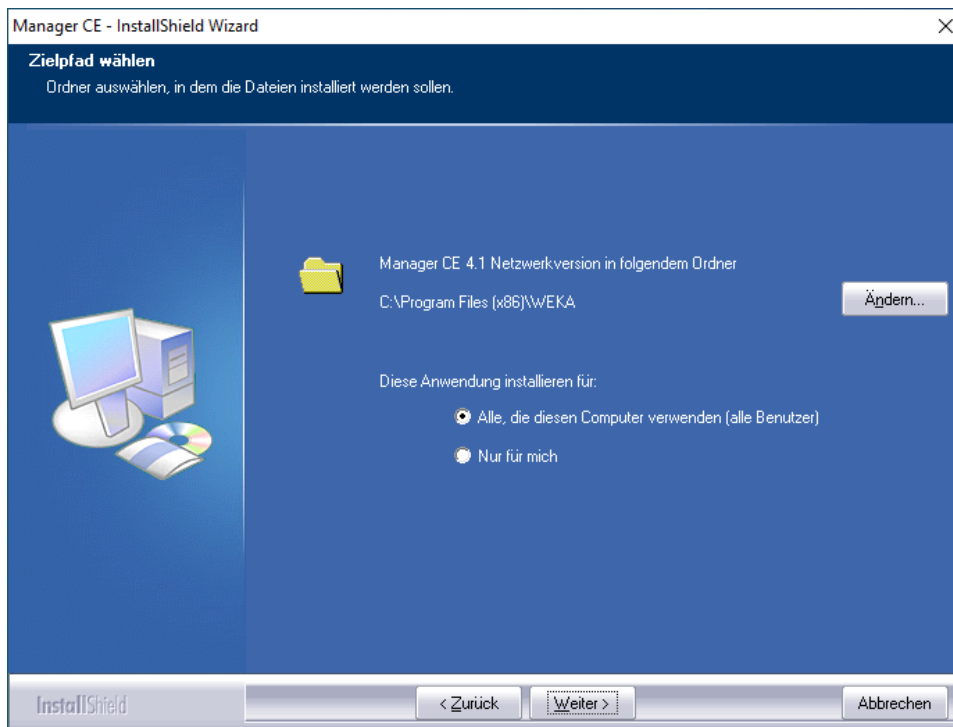 Manager CE - InstallShield Wizard
Zielpfad wählen
Ordner auswählen, in dem die Dateien installiert werden sollen.
Manager CE 4.1 Netzwerkversion in folgendem Ordner
C:\Program Files (x86)\WEKA
Ändern...
Diese Anwendung installieren für:
Alle, die diesen Computer verwenden (alle Benutzer)
Nur für mich
InstallShield
< Zurück
Weiter >
Abbrechen